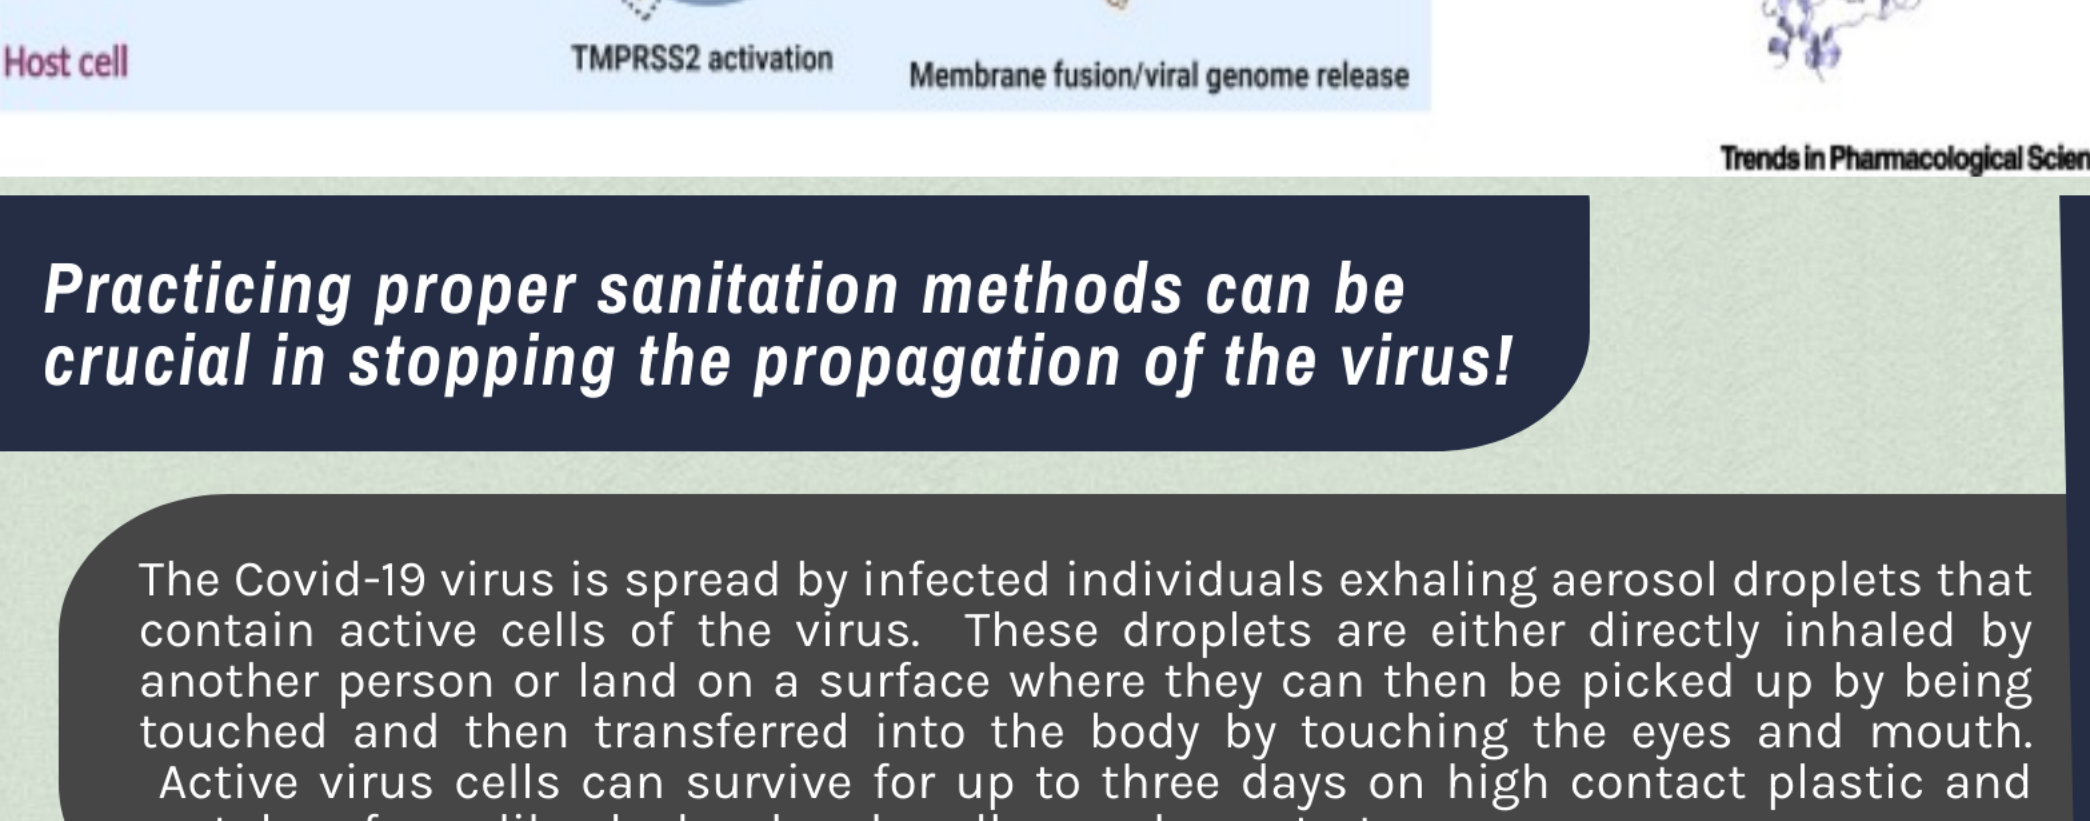 Host cell
TMPRSS2 activation
Membrane fusion/viral genome release
Trends in Pharmacological
Practicing proper sanitation methods can be
crucial in stopping the propagation of the virus!
The Covid-19 virus is spread by infected individuals exhaling aerosol droplets that
contain active cells of the virus. These droplets are either directly inhaled by
another person or land on a surface where they can then be picked up by being
touched and then transferred into the body by touching the eyes and mouth.
Active virus cells can survive for up to three days on high contact plastic and